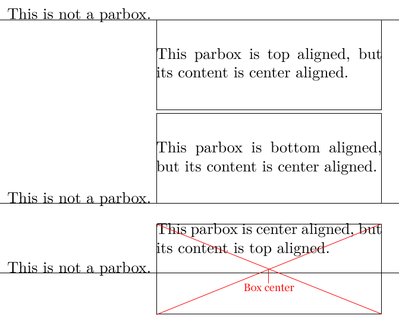 This is not a parbox.
This parbox is top aligned, but
its content is center aligned.
This parbox is bottom aligned,
but its content is center aligned.
This is not a parbox.
This parbox is center aligned, but
its content is top aligned.
This is not a parbox.
Box center